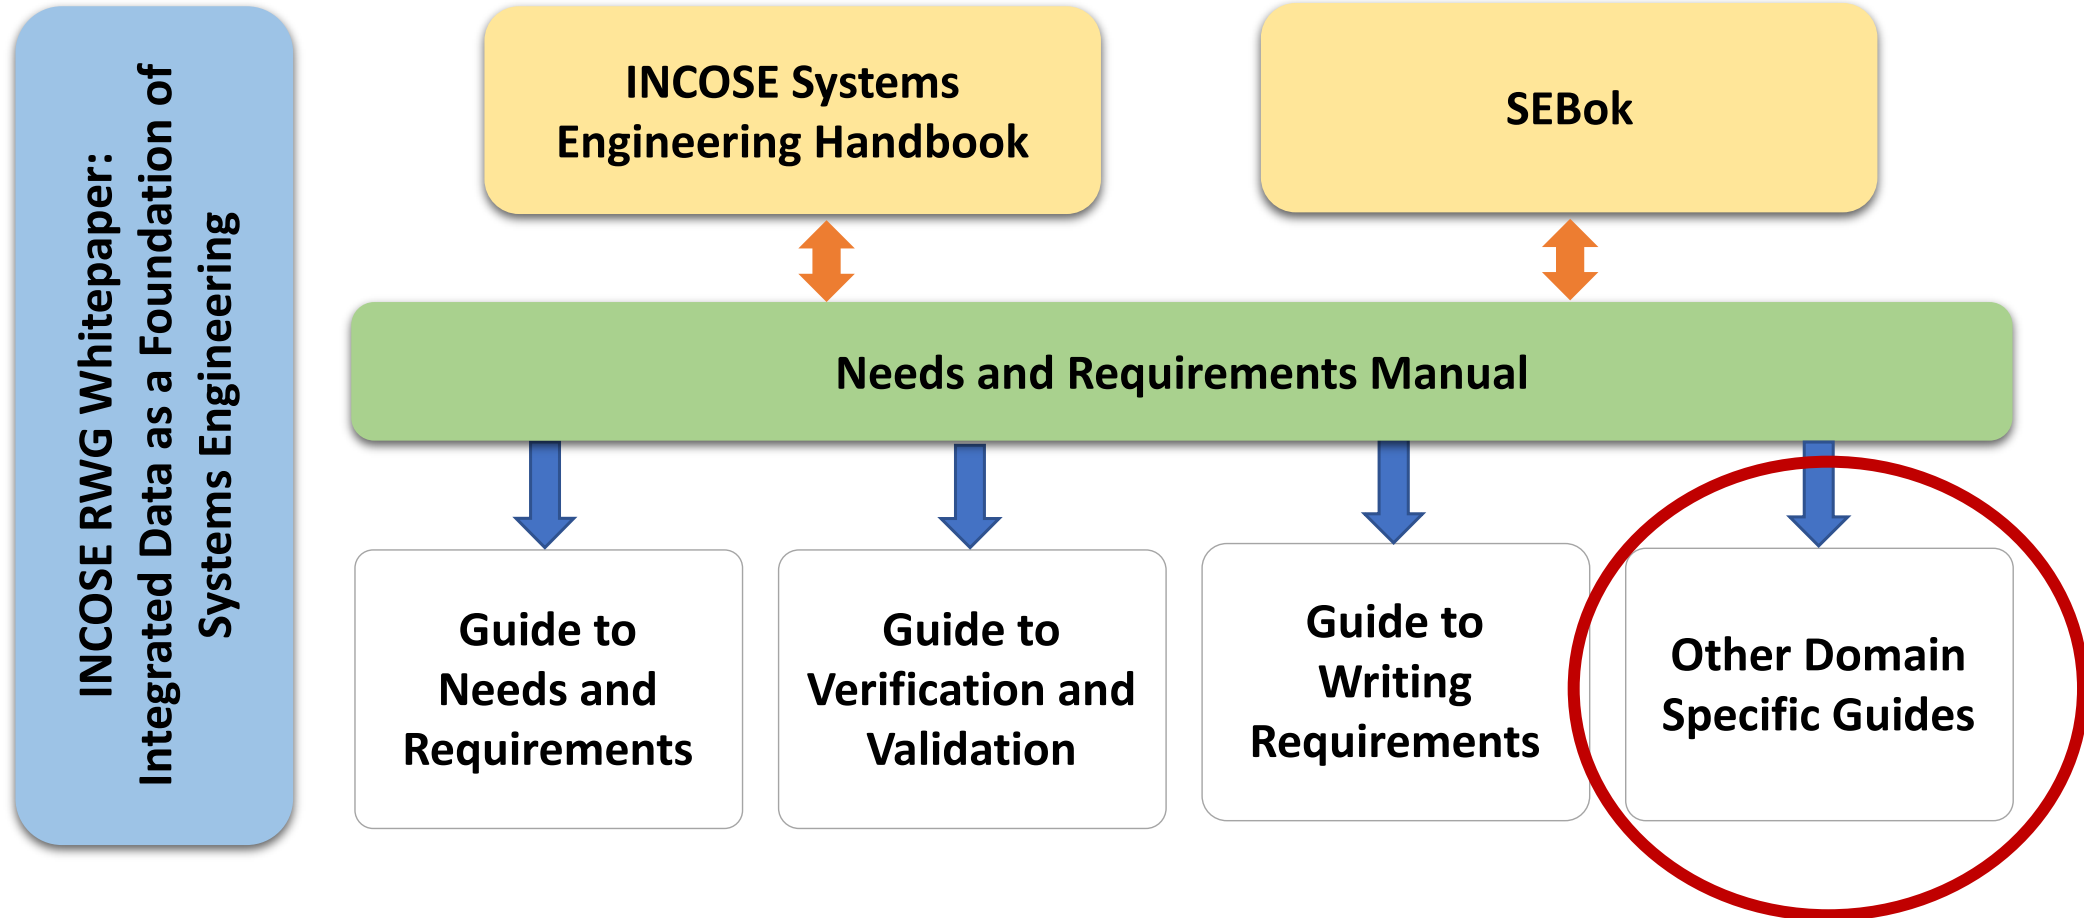 INCOSE RWG Whitepaper:
Integrated Data as a Foundation of
Systems Engineering
INCOSE Systems
Engineering Handbook
SEBok
Needs and Requirements Manual
Guide to
Needs and
Requirements
Guide to
Verification and
Validation
Guide to
Writing
Requirements
Other Domain
Specific Guides